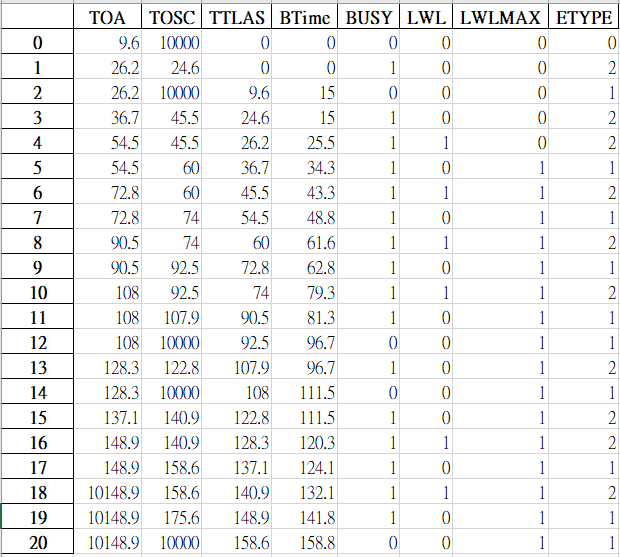 TOA TOSC TTLAS BTime BUSY LWL LWLMAX ETYPE
0 9.6 10000 0 0 0 0 0 0
1 26.2 24.6 0 0 1 0 0 2
2 26.2 10000 9.6 15 0 0 0 1
3 36.7 45.5 24.6 15 1 0 0 2
4 54.5 45.5 26.2 25.5 1 1 0 2
5 54.5 60 36.7 34.3 1 0 1 1
6 72.8 60 45.5 43.3 1 1 1 2
7 72.8 74 54.5 48.8 1 0 1 1
8 90.5 74 60 61.6 1 1 1 2
9 90.5 92.5 72.8 62.8 1 0 1 1
10 108 92.5 74 79.3 1 1 1 2
11 108 107.9 90.5 81.3 1 0 1 1
12 108 10000 92.5 96.7 0 0 1 1
13 128.3 122.8 107.9 96.7 1 0 1 2
14 128.3 10000 108 111.5 0 0 1 1
15 137.1 140.9 122.8 111.5 1 0 1 2
16 148.9 140.9 128.3 120.3 1 1 1 2
17 148.9 158.6 137.1 124.1 1 0 1 1
18 10148.9 158.6 140.9 132.1 1 1 1 2
19 10148.9 175.6 148.9 141.8 1 0 1 1
20 10148.9 10000 158.6 158.8 0 0 1 1